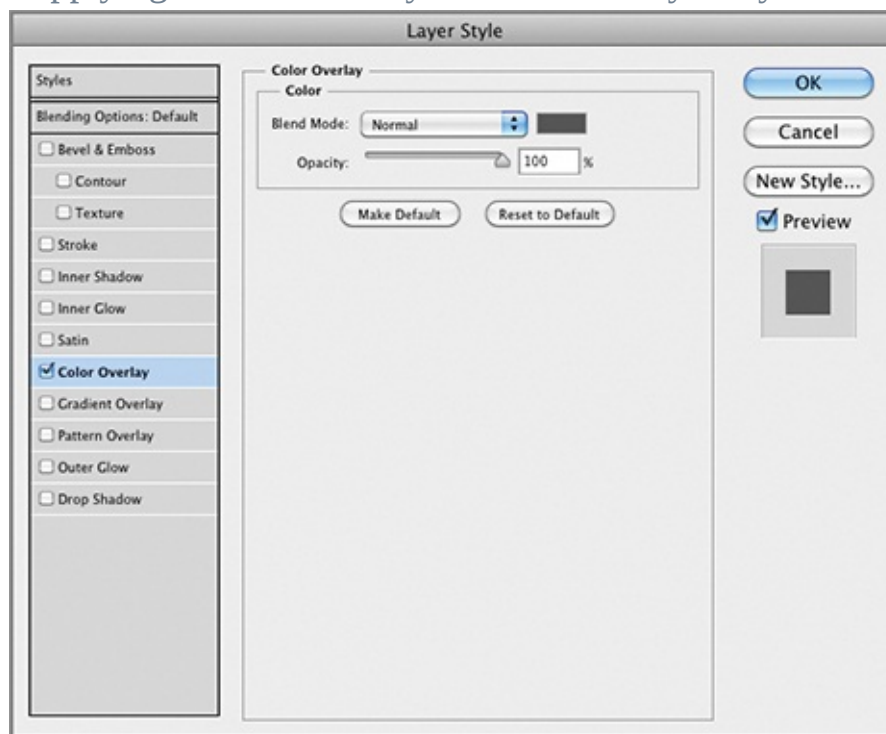 Layer Style
Styles
Blending Options: Default
Bevel & Emboss
Contour
Texture
Stroke
Inner Shadow
Inner Glow
Satin
Color Overlay
Gradient Overlay
Pattern Overlay
Outer Glow
Drop Shadow
Color Overlay
Color
Blend Mode: Normal
Opacity: 100 %
Make Default Reset to Default
OK
Cancel
New Style...
Preview